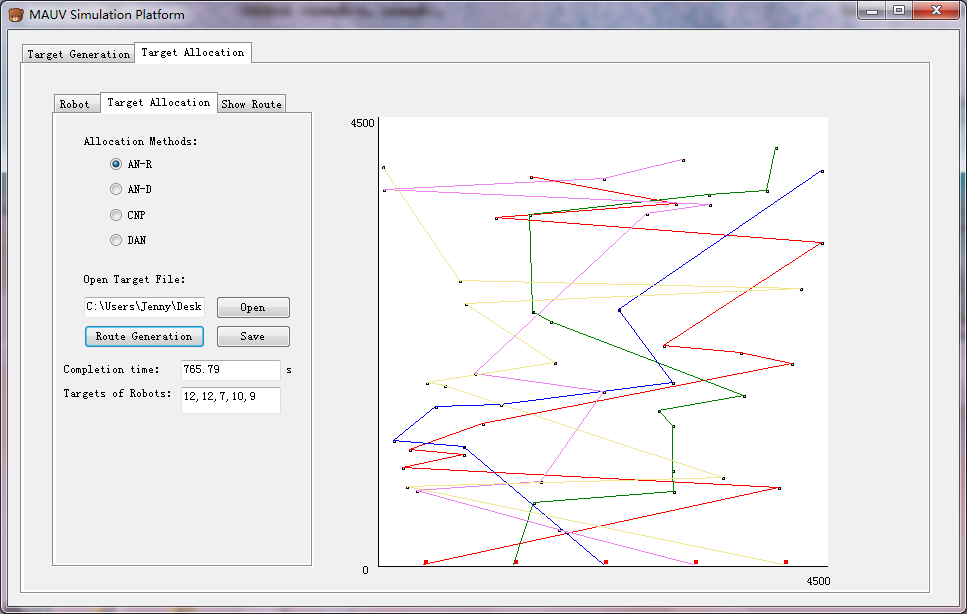 MAUV Simulation Platform
Target Generation Target Allocation
Robot Target Allocation Show Route
Allocation Methods:
AN-R
AN-D
CNP
DAN
Open Target File:
C:\Users\Jenny\Desk Open
Route Generation Save
Completion time: 765.79 s
Targets of Robots: 12,12,7,10,9
4500
0
4500